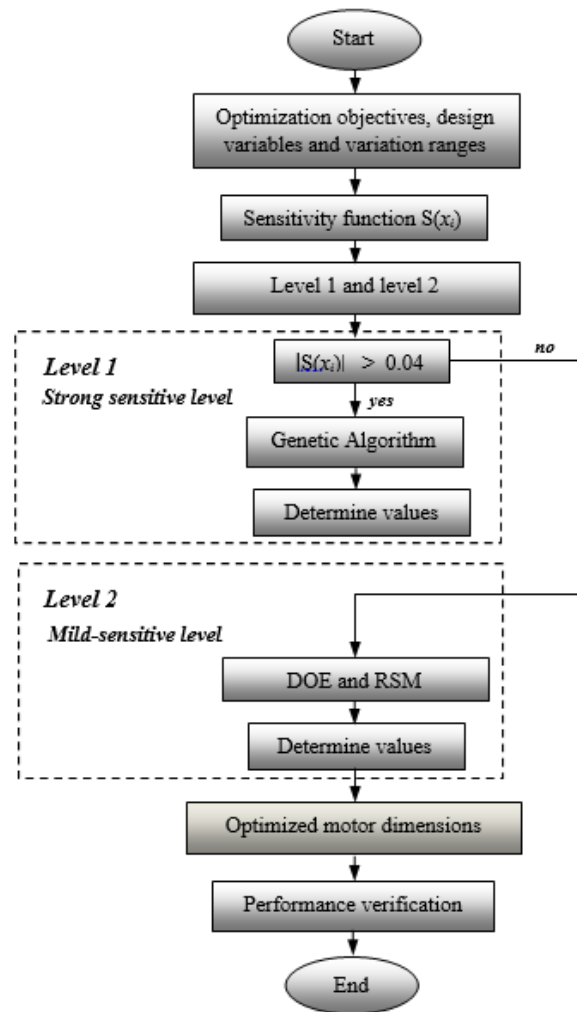 Start
Optimization objectives, design
variables and variation ranges
Sensitivity function S(xᵢ)
Level 1 and level 2
Level 1
Strong sensitive level
|S(xᵢ)| > 0.04
no
yes
Genetic Algorithm
Determine values
Level 2
Mild-sensitive level
DOE and RSM
Determine values
Optimized motor dimensions
Performance verification
End